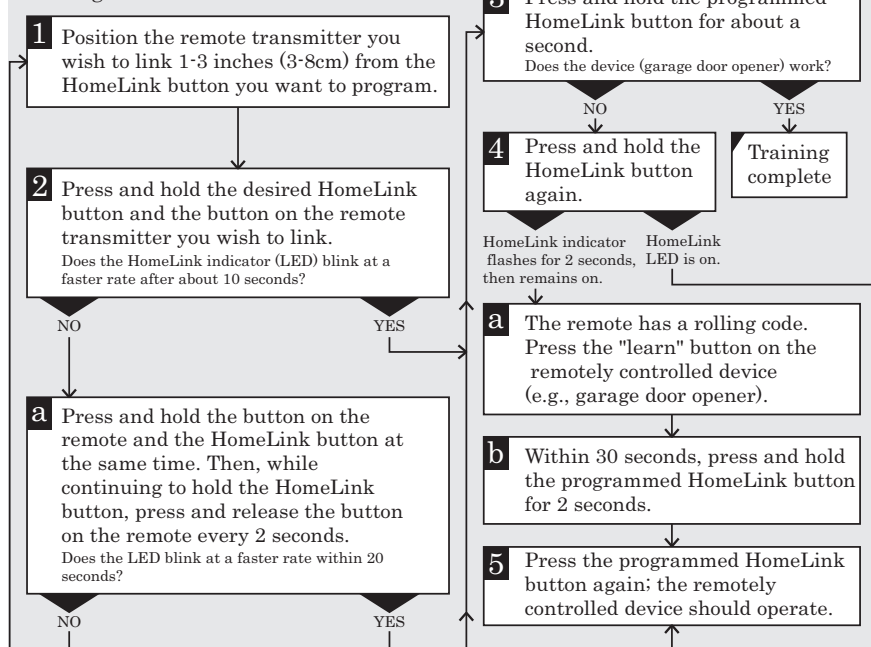 1
Position the remote transmitter you
wish to link 1-3 inches (3-8cm) from the
HomeLink button you want to program.
2
Press and hold the desired HomeLink
button and the button on the remote
transmitter you wish to link.
Does the HomeLink indicator (LED) blink at a
faster rate after about 10 seconds?
NO
YES
a
Press and hold the button on the
remote and the HomeLink button at
the same time. Then, while
continuing to hold the HomeLink
button, press and release the button
on the remote every 2 seconds.
Does the LED blink at a faster rate within 20
seconds?
NO
YES
3
Press and hold the programmed
HomeLink button for about a
second.
Does the device (garage door opener) work?
NO
YES
4
Press and hold the
HomeLink button
again.
Training
complete
HomeLink indicator
flashes for 2 seconds,
then remains on.
HomeLink
LED is on.
a
The remote has a rolling code.
Press the "learn" button on the
remotely controlled device
(e.g., garage door opener).
b
Within 30 seconds, press and hold
the programmed HomeLink button
for 2 seconds.
5
Press the programmed HomeLink
button again; the remotely
controlled device should operate.